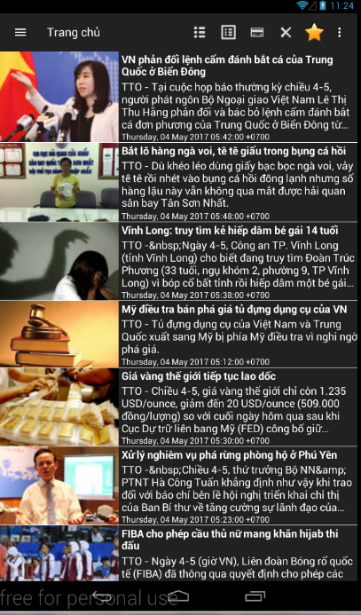 11:24
Trang chủ
VN phản đối lệnh cấm đánh bắt cá của Trung
Quốc ở Biển Đông
TTO - Tại cuộc họp báo thường kỳ chiều 4-5,
người phát ngôn Bộ Ngoại giao Việt Nam Lê Thị
Thu Hằng phản đối và bác bỏ lệnh cấm đánh bắt
cá đơn phương của Trung Quốc ở Biển Đông từ...
Thursday, 04 May 2017 05:42:00 +0700
Bắt lô hàng ngà voi, tê tê giấu trong bụng cá hồi
TTO - Dù khéo léo dùng giấy bạc bọc ngà voi, vảy
tê tê rồi nhét vào bụng cá hồi đông lạnh nhưng số
hàng lậu này vẫn không qua mắt được hải quan
sân bay Tân Sơn Nhất.
Thursday, 04 May 2017 05:48:00 +0700
Vĩnh Long: truy tìm kẻ hiếp dâm bé gái 14 tuổi
TTO -&nbsp;Ngày 4-5, Công an TP. Vĩnh Long
(tỉnh Vĩnh Long) cho biết đang truy tìm Đoàn Trúc
Phương (33 tuổi, ngụ khóm 2, phường 9, TP Vĩnh
Long) vì bóp cổ bất tỉnh rồi hiếp dâm một bé gái...
Thursday, 04 May 2017 05:38:00 +0700
Mỹ điều tra bán phá giá tủ đựng dụng cụ của VN
TTO - Tủ đựng dụng cụ của Việt Nam và Trung
Quốc xuất sang Mỹ bị phía Mỹ điều tra vì nghi ngờ
phá giá.
Thursday, 04 May 2017 05:12:00 +0700
Giá vàng thế giới tiếp tục lao dốc
TTO - Chiều 4-5, giá vàng thế giới chỉ còn 1.235
USD/ounce, giảm đến 20 USD/ounce (509.000
đồng/lượng) so với cuối ngày hôm qua sau khi
Cục Dự trữ liên bang Mỹ (FED) công bố giữ...
Thursday, 04 May 2017 05:30:00 +0700
Xử lý nghiêm vụ phá rừng phòng hộ ở Phú Yên
TTO -&nbsp;Chiều 4-5, thứ trưởng Bộ NN&amp;
PTNT Hà Công Tuấn khẳng định như vậy khi trao
đổi với báo chí bên lề hội nghị triển khai chỉ thị
của Ban Bí thư về tăng cường sự lãnh đạo của...
Thursday, 04 May 2017 05:23:00 +0700
FIBA cho phép cầu thủ nữ mang khăn hijab thi
đấu
TTO - Ngày 4-5 (giờ VN), Liên đoàn Bóng rổ quốc
tế (FIBA) đã thông qua quyết định cho phép các
free for personal use